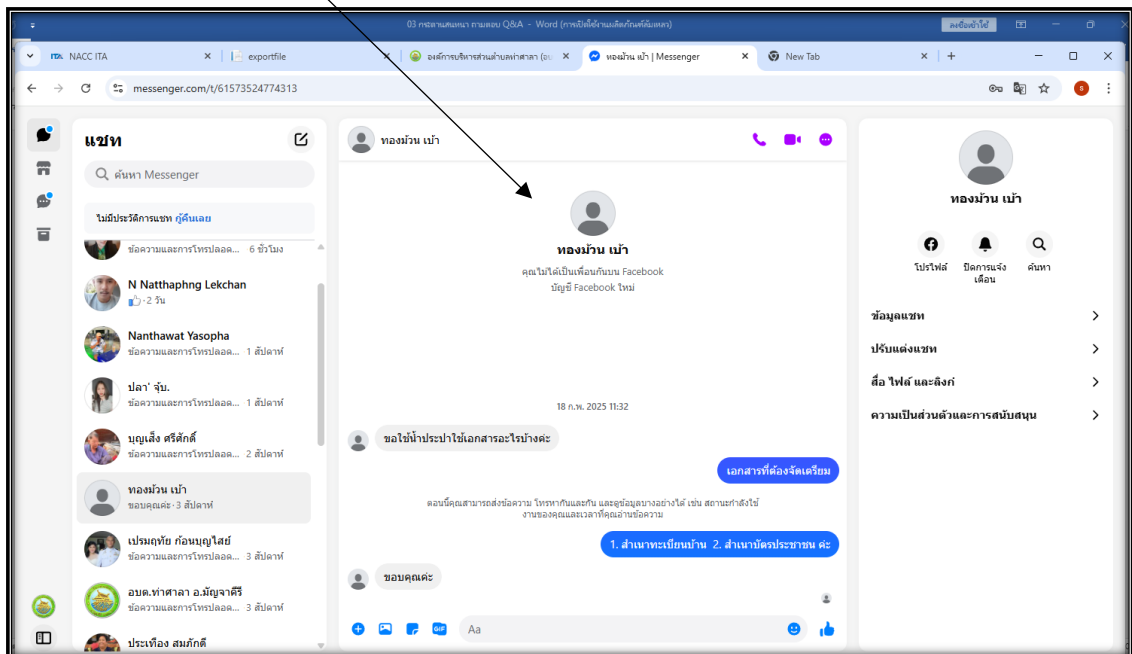 03 กระดานสนทนา ถามตอบ Q&A - Word (การเปิดใช้งานผลิตภัณฑ์ล้มเหลว)
ลงชื่อเข้าใช้
NACC ITA
exportfile
องค์การบริหารส่วนตำบลท่าศาลา (อบ
ทองม้วน เบ้า | Messenger
New Tab
messenger.com/t/61573524774313
S
แชท
ค้นหา Messenger
ไม่มีประวัติการแชท กู้คืนเลย
ข้อความและการโทรปลอด... 6 ชั่วโมง
N Natthaphng Lekchan
2 วัน
Nanthawat Yasopha
ข้อความและการโทรปลอด... 1 สัปดาห์
ปลา' จุ๊บ.
ข้อความและการโทรปลอด... 1 สัปดาห์
บุญเส็ง ศรีศักดิ์
ข้อความและการโทรปลอด... 2 สัปดาห์
ทองม้วน เบ้า
ขอบคุณค่ะ · 3 สัปดาห์
เปรมฤทัย ก้อนบุญไสย์
ข้อความและการโทรปลอด... 3 สัปดาห์
อบต.ท่าศาลา อ.มัญจาคีรี
ข้อความและการโทรปลอด... 3 สัปดาห์
ประเทือง สมภักดี
ทองม้วน เบ้า
ทองม้วน เบ้า
คุณไม่ได้เป็นเพื่อนกันบน Facebook
บัญชี Facebook ใหม่
18 ก.พ. 2025 11:32
ขอใช้น้ำประปาใช้เอกสารอะไรบ้างค่ะ
เอกสารที่ต้องจัดเตรียม
ตอนนี้คุณสามารถส่งข้อความ โทรหากันและกัน และดูข้อมูลบางอย่างได้ เช่น สถานะกำลังใช้
งานของคุณและเวลาที่คุณอ่านข้อความ
1. สำเนาทะเบียนบ้าน 2. สำเนาบัตรประชาชน ค่ะ
ขอบคุณค่ะ
GIF
Aa
ทองม้วน เบ้า
โปรไฟล์
ปิดการแจ้ง
เตือน
ค้นหา
ข้อมูลแชท
ปรับแต่งแชท
สื่อ ไฟล์ และลิงก์
ความเป็นส่วนตัวและการสนับสนุน